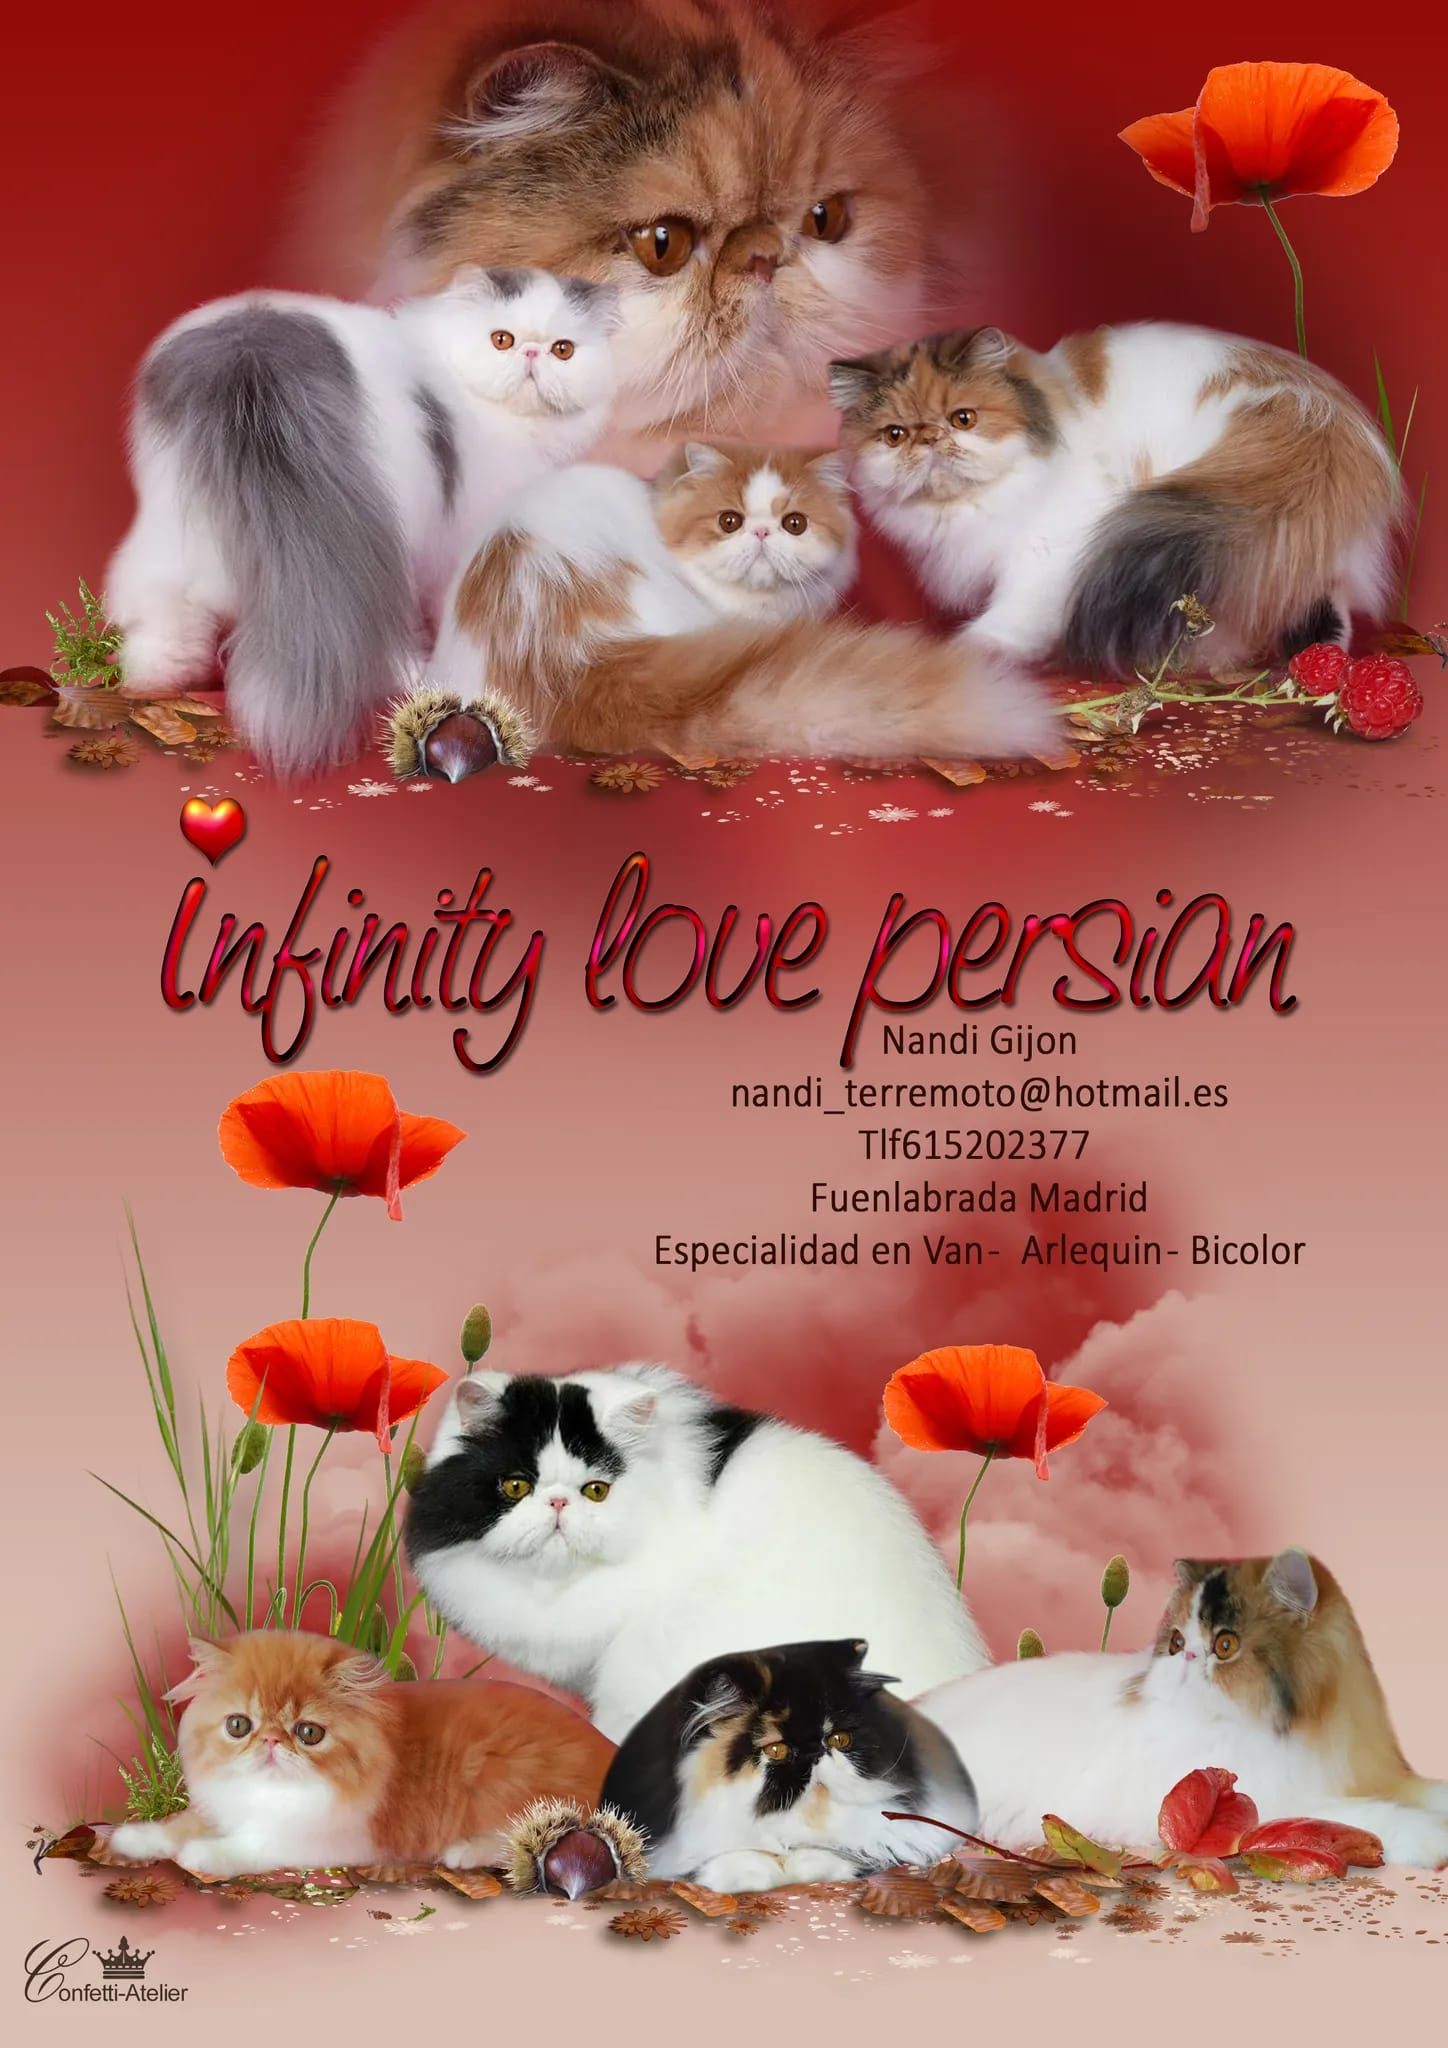 infinity love persian
Nandi Gijon
nandi_terremoto@hotmail.es
Tlf615202377
Fuenlabrada Madrid
Especialidad en Van- Arlequin- Bicolor
Confetti-Atelier